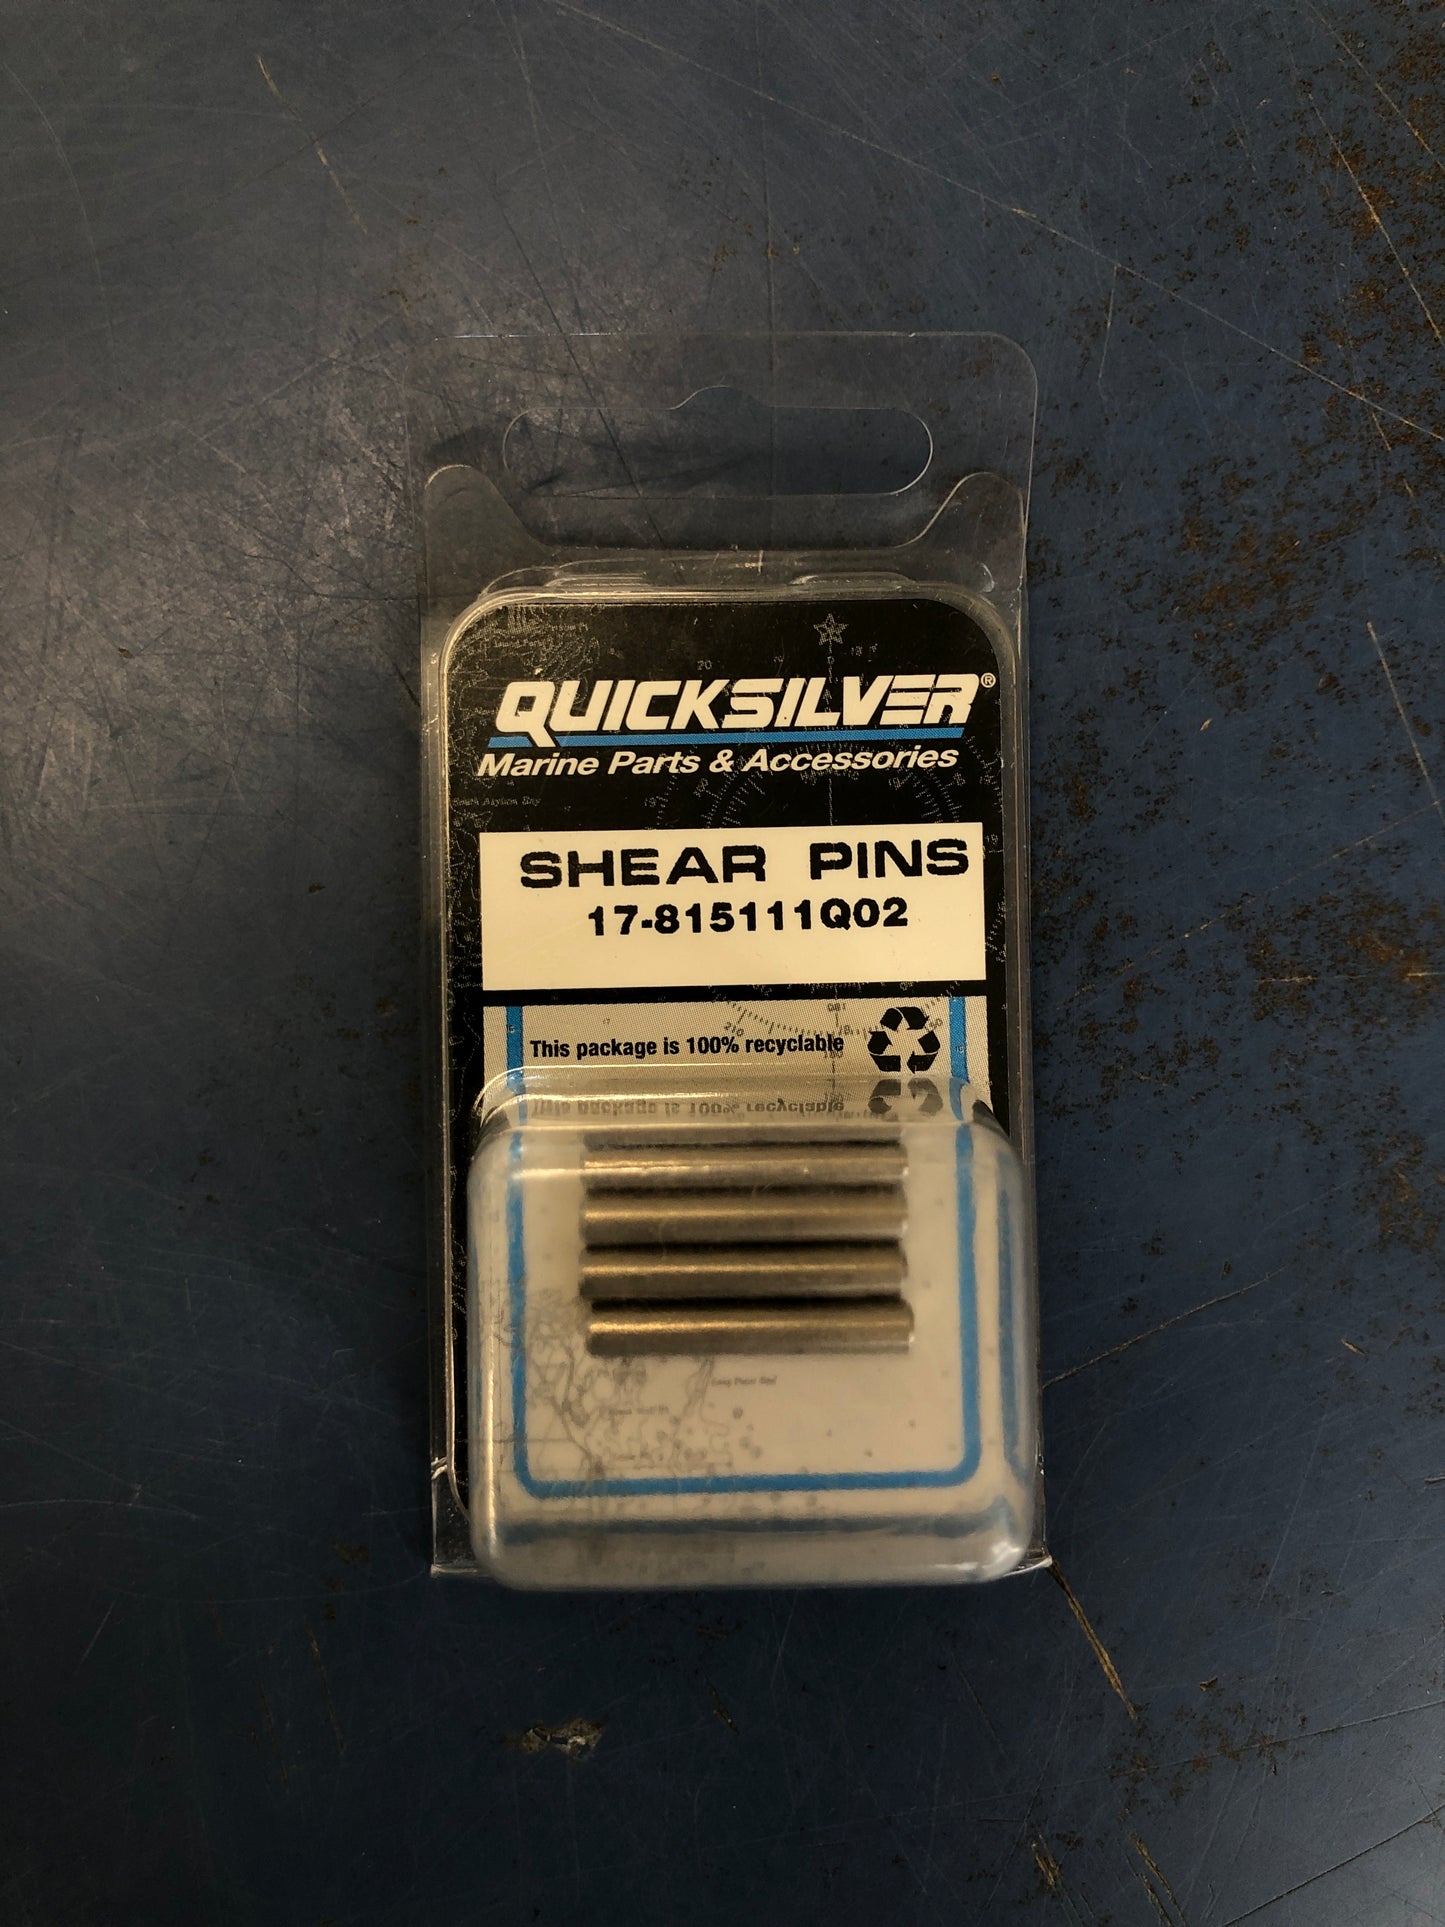 QUICKSILVER®
Marine Parts & Accessories
SHEAR PINS
17-815111Q02
This package is 100% recyclable